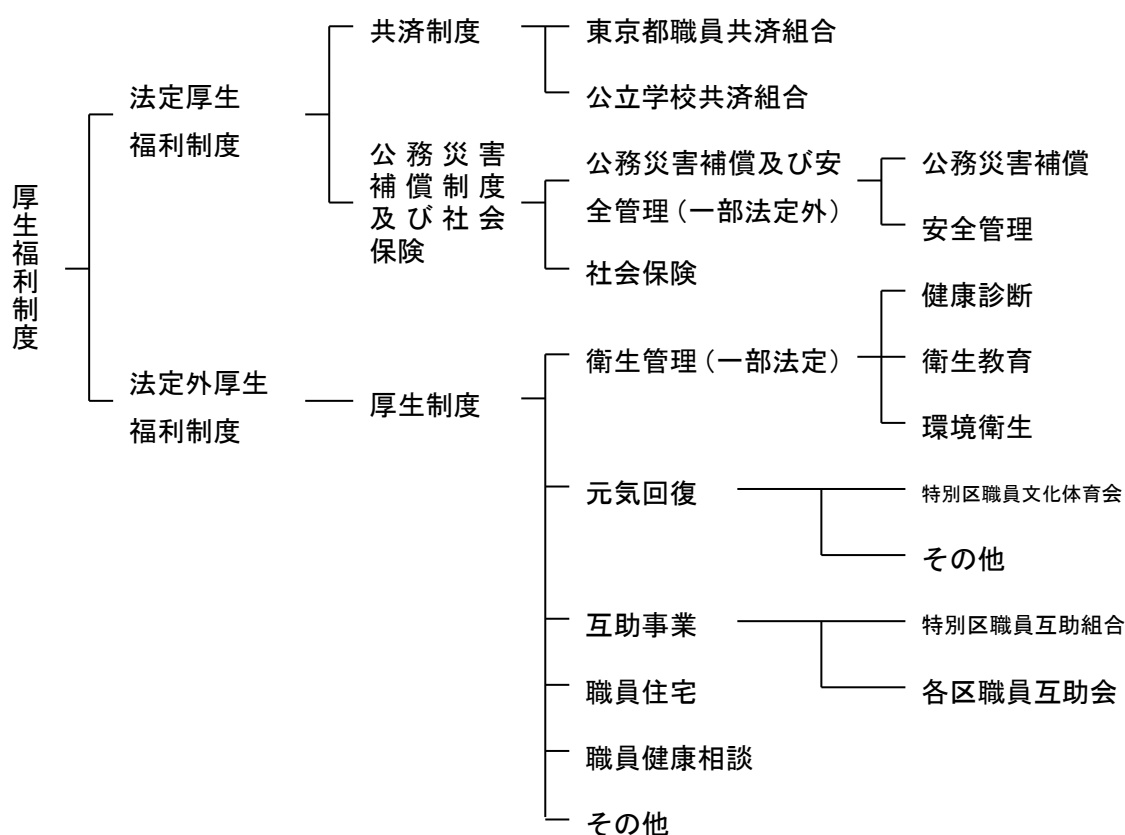 厚生福利制度
法定厚生
福利制度
共済制度
東京都職員共済組合
公立学校共済組合
公務災害
補償制度
及び社会
保険
公務災害補償及び安
全管理（一部法定外）
公務災害補償
安全管理
社会保険
法定外厚生
福利制度
厚生制度
衛生管理（一部法定）
健康診断
衛生教育
環境衛生
元気回復
特別区職員文化体育会
その他
互助事業
特別区職員互助組合
各区職員互助会
職員住宅
職員健康相談
その他